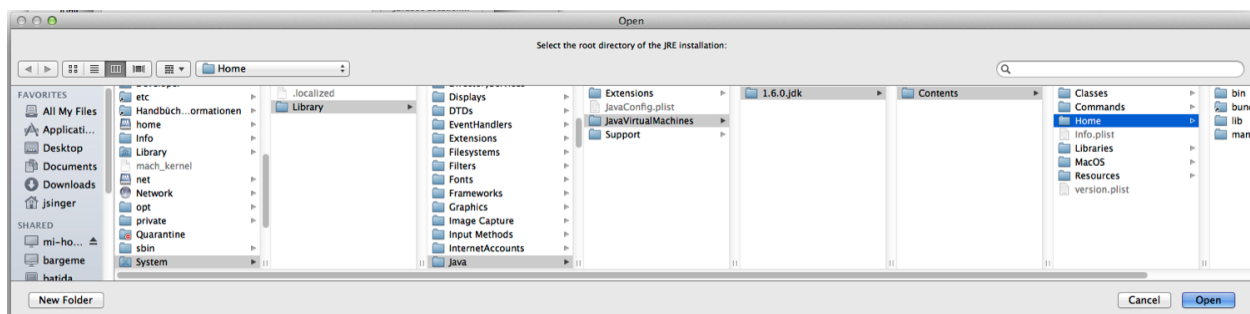 Open
Select the root directory of the JRE installation:
Home
FAVORITES
All My Files
Applicati...
Desktop
Documents
Downloads
jsinger
SHARED
mi-ho...
bargeme
batida
etc
Handbüch...ormationen
home
Info
Library
mach_kernel
net
Network
opt
private
Quarantine
sbin
System
.localized
Library
Displays
DTDs
EventHandlers
Extensions
Filesystems
Filters
Fonts
Frameworks
Graphics
Image Capture
Input Methods
InternetAccounts
Java
Extensions
JavaConfig.plist
JavaVirtualMachines
Support
1.6.0.jdk
Contents
Classes
Commands
Home
Info.plist
Libraries
MacOS
Resources
version.plist
bin
bun
lib
man
New Folder
Cancel
Open